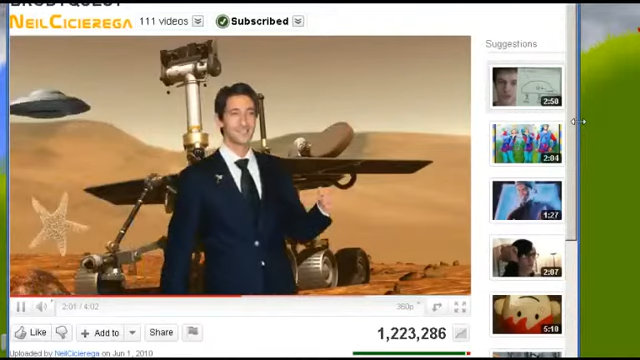 BRODYQUEST
NEILCICIEREGA 111 videos Subscribed
Suggestions
2:50
2:04
1:27
2:07
5:10
2:01 / 4:02 360p
Like Add to Share 1,223,286
Uploaded by NeilCicierega on Jun 1, 2010